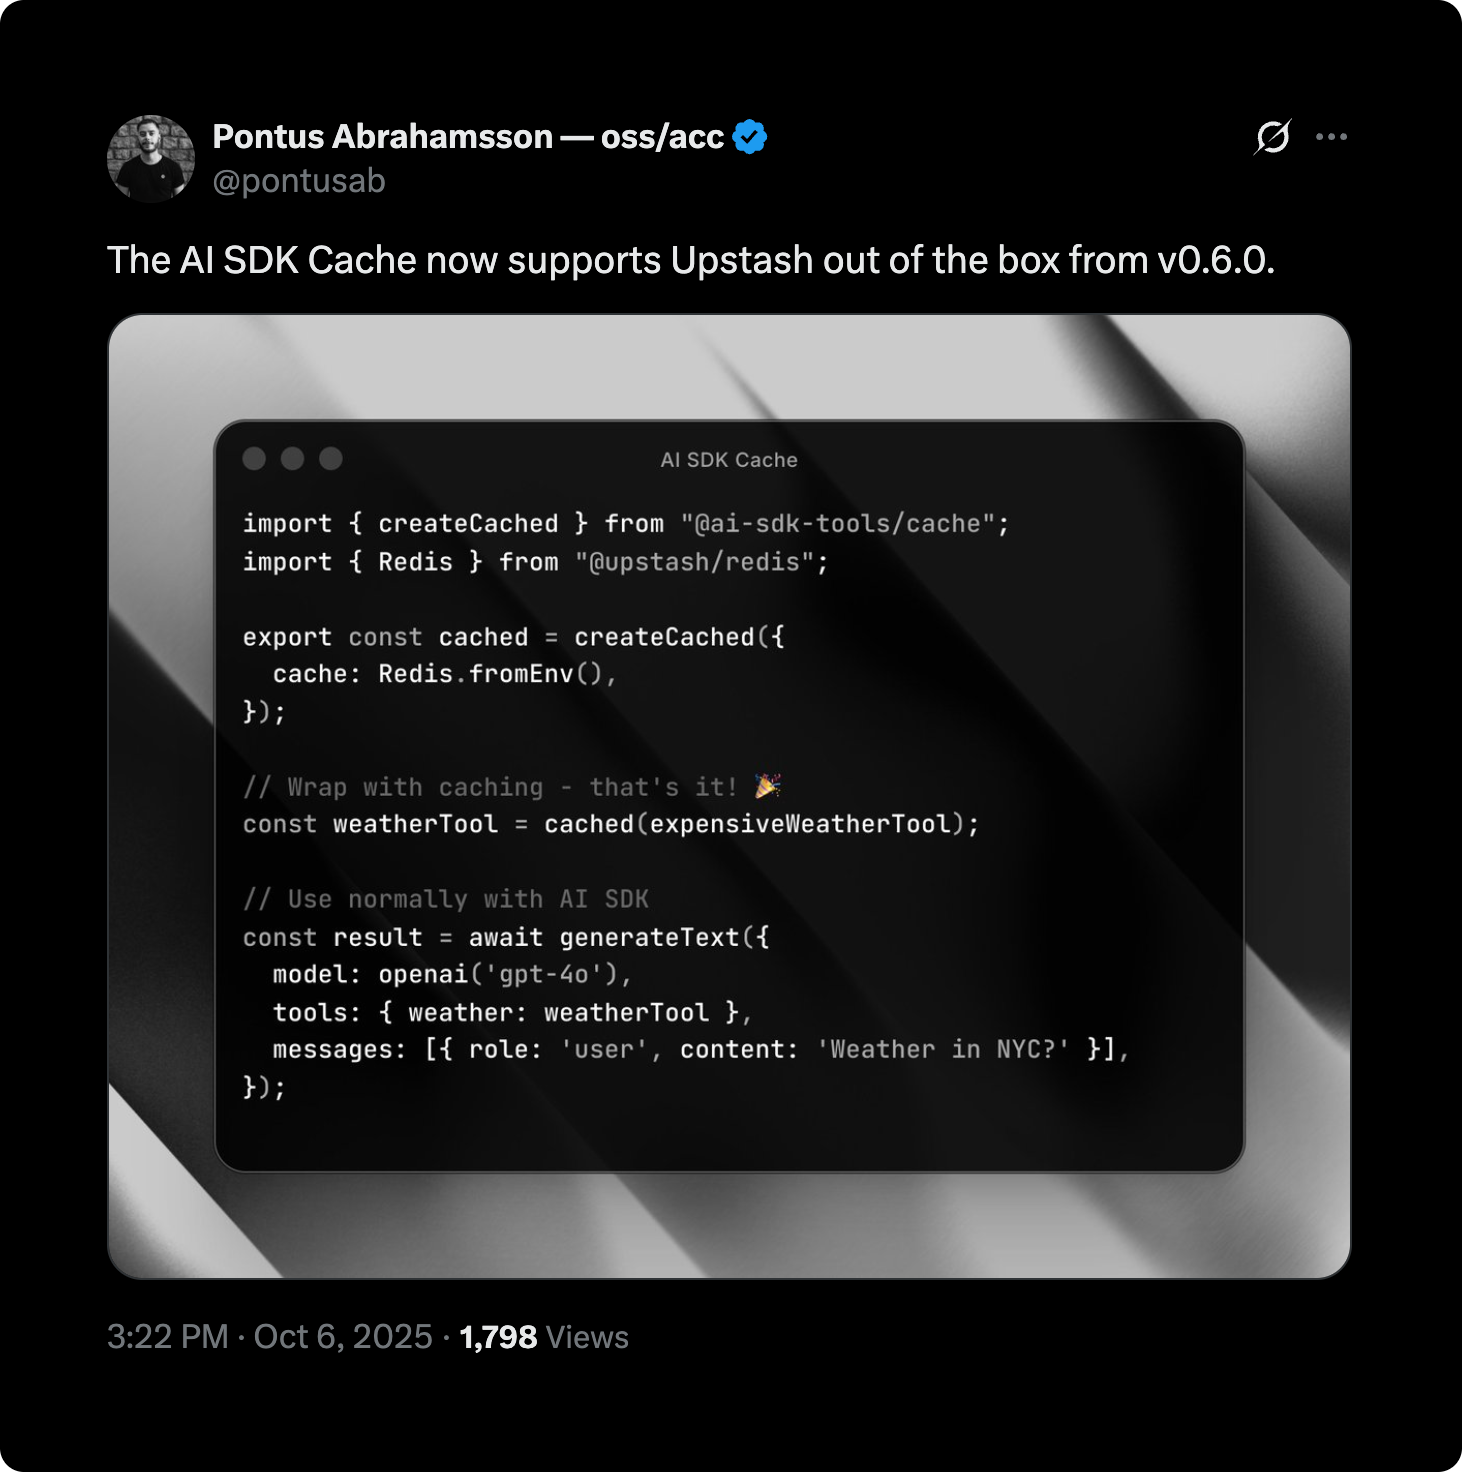 Pontus Abrahamsson — oss/acc
@pontusab
The AI SDK Cache now supports Upstash out of the box from v0.6.0.
AI SDK Cache
import { createCached } from "@ai-sdk-tools/cache";
import { Redis } from "@upstash/redis";
export const cached = createCached({
  cache: Redis.fromEnv(),
});
// Wrap with caching - that's it! 🎉
const weatherTool = cached(expensiveWeatherTool);
// Use normally with AI SDK
const result = await generateText({
  model: openai('gpt-4o'),
  tools: { weather: weatherTool },
  messages: [{ role: 'user', content: 'Weather in NYC?' }],
});
3:22 PM · Oct 6, 2025 · 1,798 Views